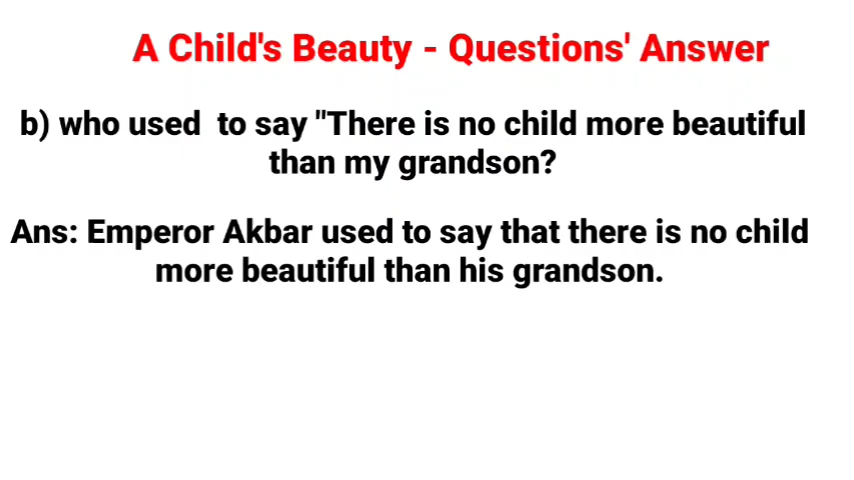 A Child's Beauty - Questions' Answer
b) who used  to say "There is no child more beautiful
than my grandson?
Ans: Emperor Akbar used to say that there is no child
more beautiful than his grandson.